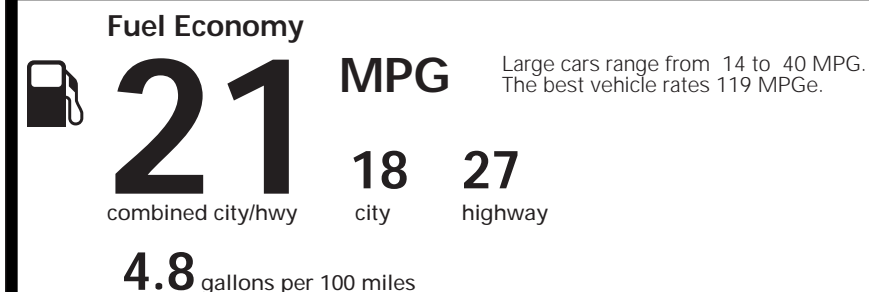 Fuel Economy
21 MPG
Large cars range from 14 to 40 MPG.
The best vehicle rates 119 MPGe.
18 27
combined city/hwy city highway
4.8 gallons per 100 miles